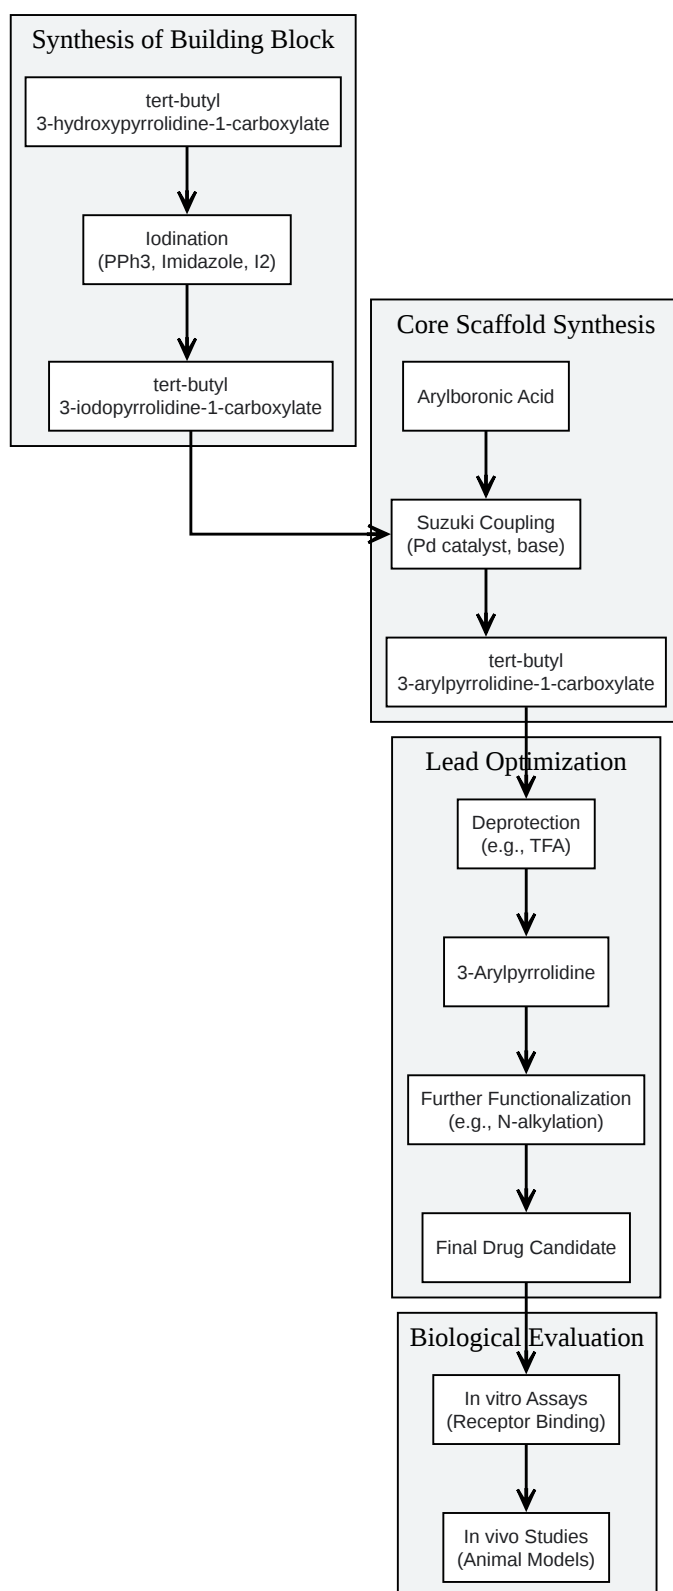 Synthesis of Building Block
tert-butyl
3-hydroxypyrrolidine-1-carboxylate
Iodination
(PPh3, Imidazole, I2)
tert-butyl
3-iodopyrrolidine-1-carboxylate
Core Scaffold Synthesis
Arylboronic Acid
Suzuki Coupling
(Pd catalyst, base)
tert-butyl
3-arylpyrrolidine-1-carboxylate
Lead Optimization
Deprotection
(e.g., TFA)
3-Arylpyrrolidine
Further Functionalization
(e.g., N-alkylation)
Final Drug Candidate
Biological Evaluation
In vitro Assays
(Receptor Binding)
In vivo Studies
(Animal Models)